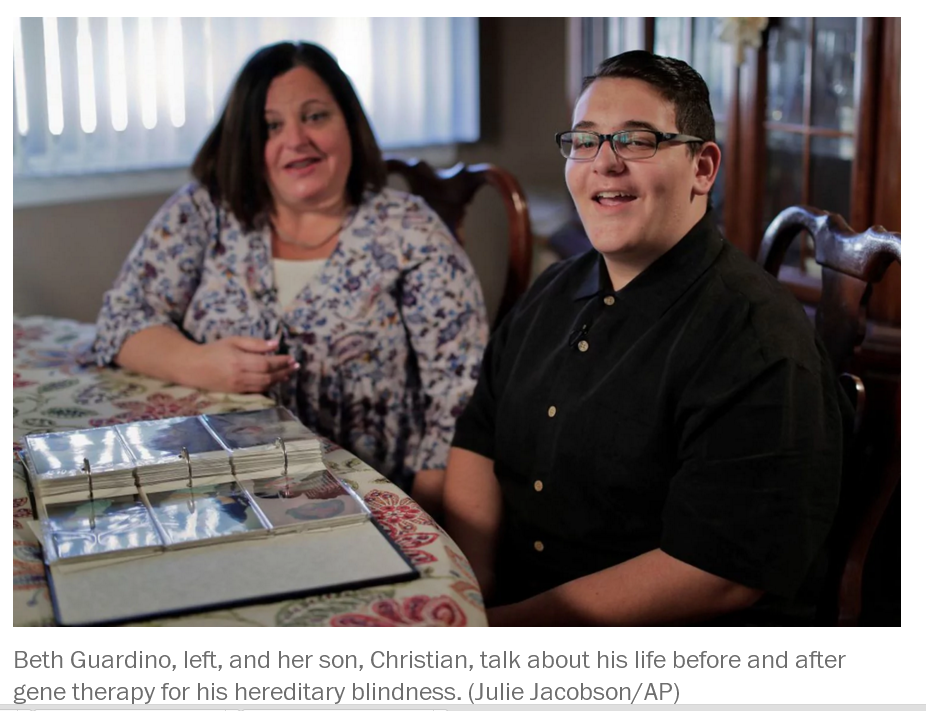 Beth Guardino, left, and her son, Christian, talk about his life before and after
gene therapy for his hereditary blindness. (Julie Jacobson/AP)